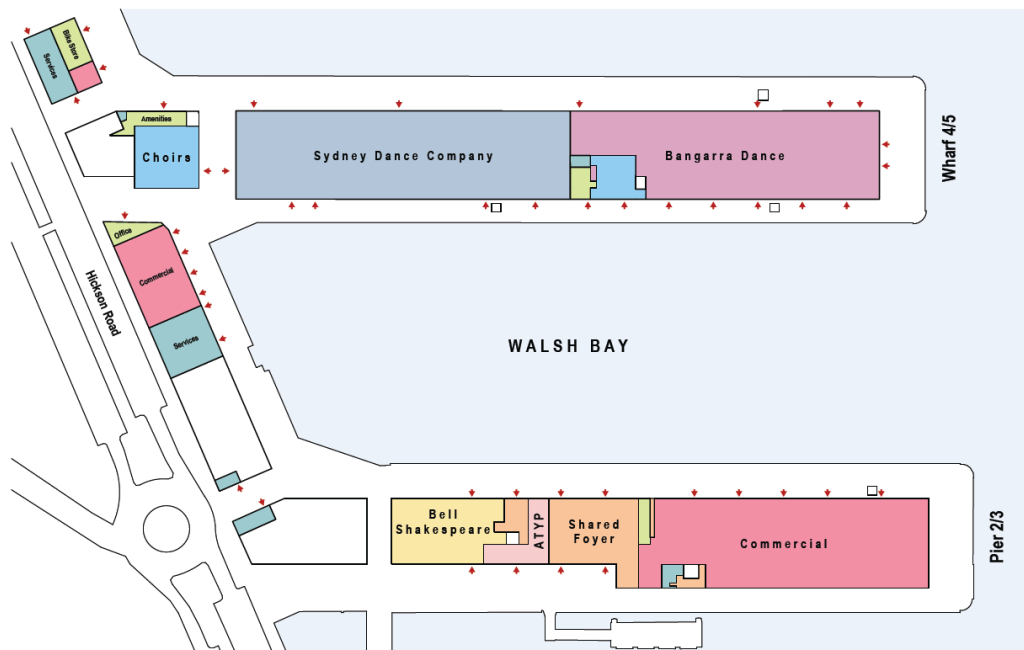 Bike Store
Services
Amenities
Choirs
Sydney Dance Company
Bangarra Dance
Wharf 4/5
Office
Commercial
Services
Hickson Road
WALSH BAY
Bell
Shakespeare
ATYP
Shared
Foyer
Commercial
Pier 2/3